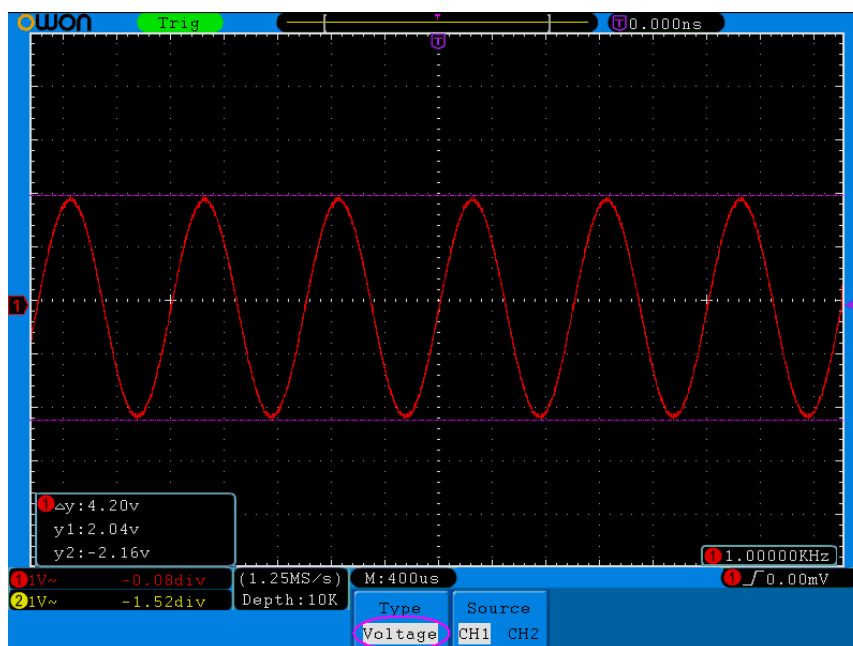 OWON Trig T T 0.000ns
T
1
1 △y:4.20v
y1:2.04v
y2:-2.16v
1 1.00000KHz
1 1V~ -0.08div (1.25MS/s) M:400us 1 0.00mV
2 1V~ -1.52div Depth:10K
Type Source
Voltage CH1 CH2